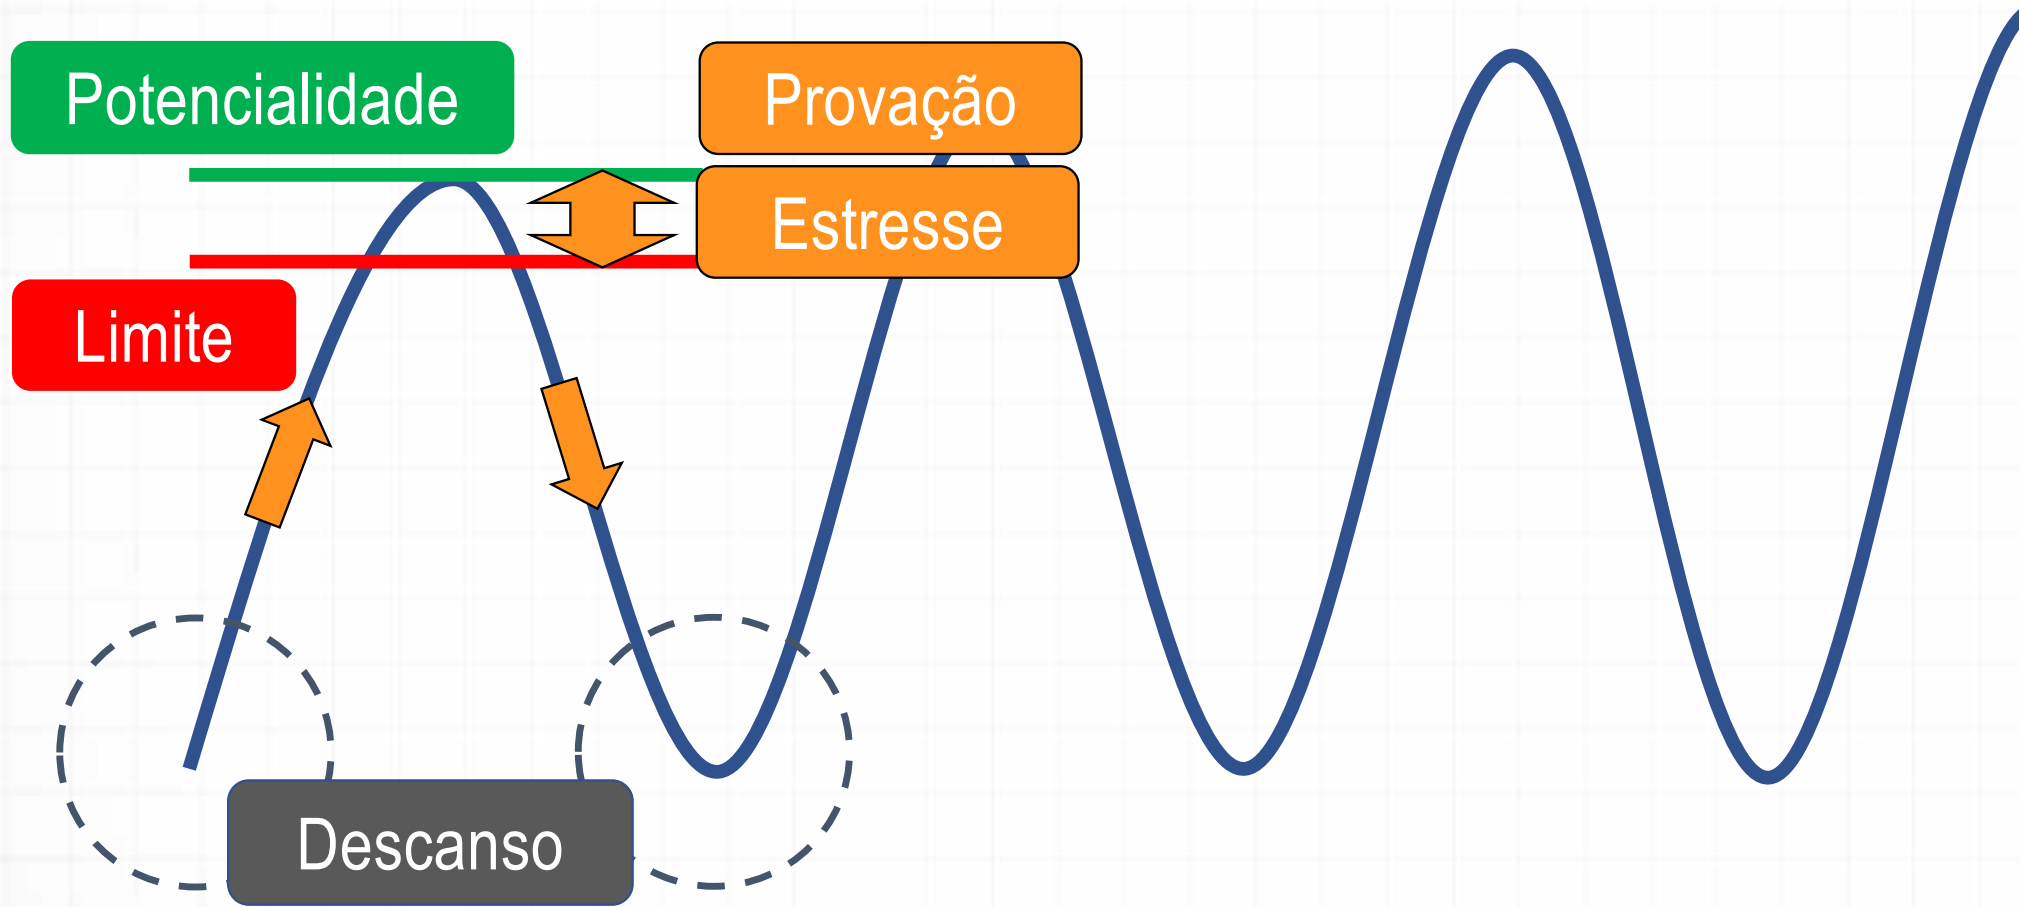 Potencialidade
Provação
Estresse
Limite
Descanso